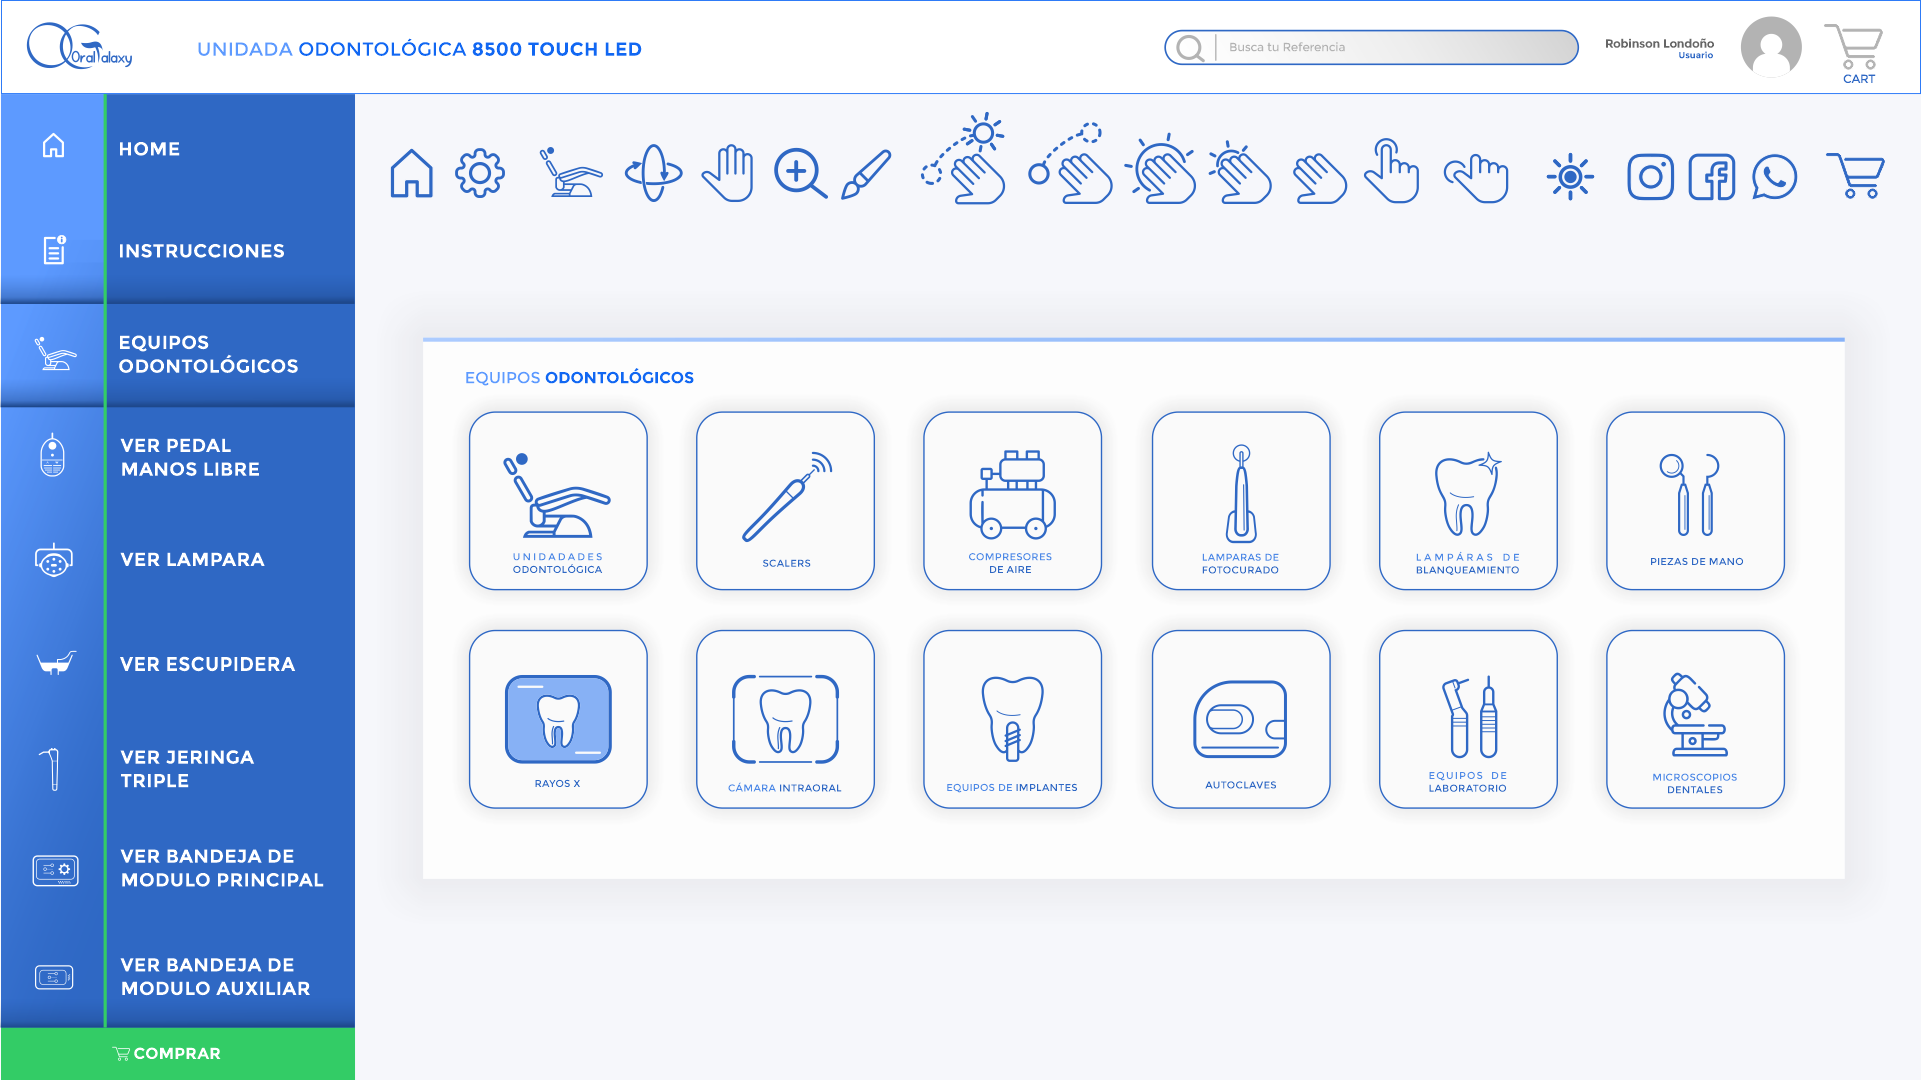 Oral Galaxy
UNIDADA ODONTOLÓGICA 8500 TOUCH LED
Busca tu Referencia
Robinson Londoño
Usuario
CART
HOME
INSTRUCCIONES
EQUIPOS
ODONTOLÓGICOS
VER PEDAL
MANOS LIBRE
VER LAMPARA
VER ESCUPIDERA
VER JERINGA
TRIPLE
VER BANDEJA DE
MODULO PRINCIPAL
VER BANDEJA DE
MODULO AUXILIAR
COMPRAR
EQUIPOS ODONTOLÓGICOS
UNIDADADES
ODONTOLÓGICA
SCALERS
COMPRESORES
DE AIRE
LAMPARAS DE
FOTOCURADO
LAMPÁRAS DE
BLANQUEAMIENTO
PIEZAS DE MANO
RAYOS X
CÁMARA INTRAORAL
EQUIPOS DE IMPLANTES
AUTOCLAVES
EQUIPOS DE
LABORATORIO
MICROSCOPIOS
DENTALES